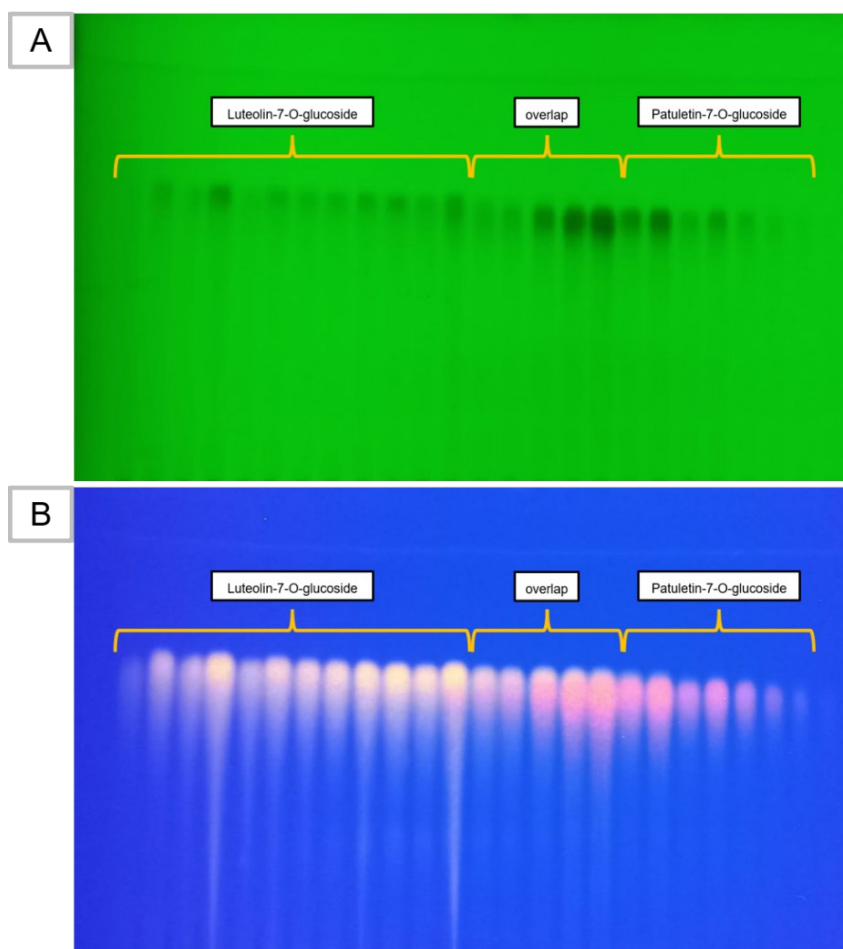 A
Luteolin-7-O-glucoside
overlap
Patuletin-7-O-glucoside
B
Luteolin-7-O-glucoside
overlap
Patuletin-7-O-glucoside